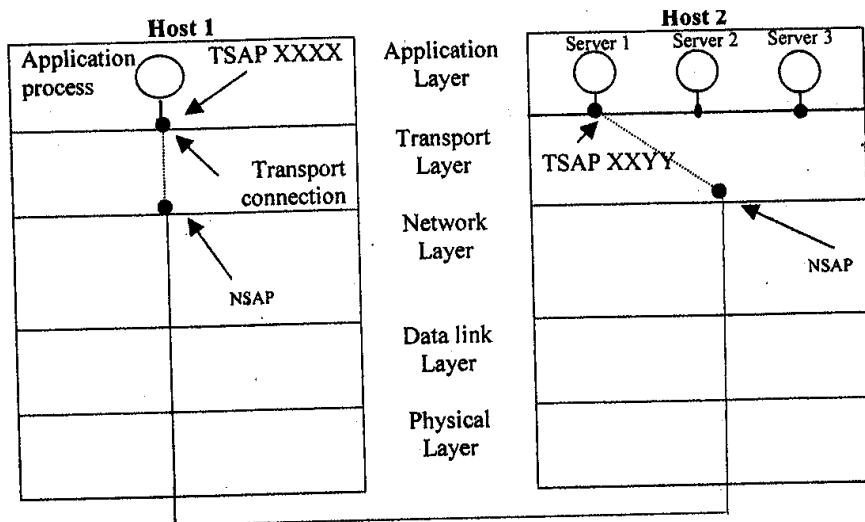 Host 1
Application process
TSAP XXXX
Transport connection
NSAP
Application Layer
Transport Layer
Network Layer
Data link Layer
Physical Layer
Host 2
Server 1
Server 2
Server 3
TSAP XXYY
NSAP